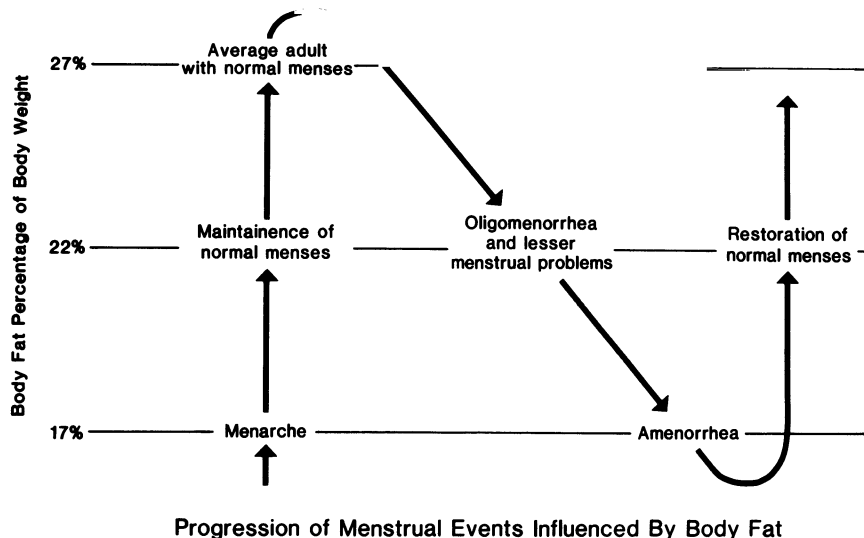 Body Fat Percentage of Body Weight
27%
Average adult
with normal menses
22%
Maintainence of
normal menses
Oligomenorrhea
and lesser
menstrual problems
Restoration of
normal menses
17%
Menarche
Amenorrhea
Progression of Menstrual Events Influenced By Body Fat